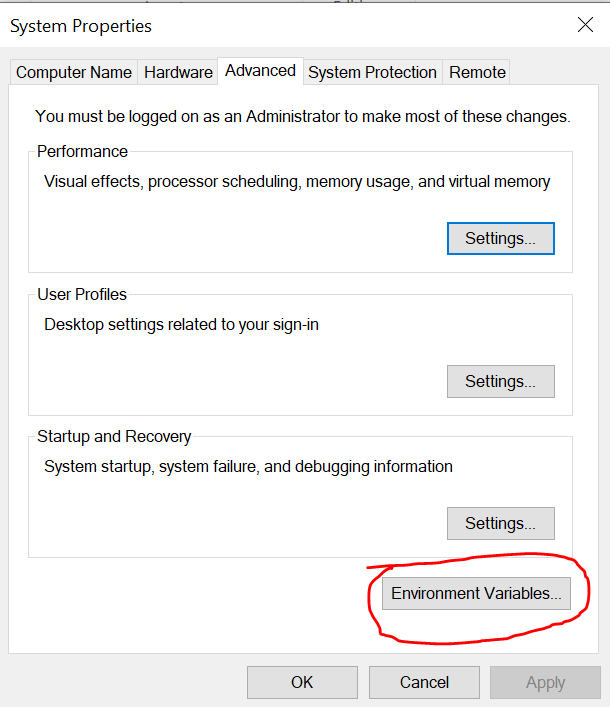 System Properties
Computer Name
Hardware
Advanced
System Protection
Remote
You must be logged on as an Administrator to make most of these changes.
Performance
Visual effects, processor scheduling, memory usage, and virtual memory
Settings...
User Profiles
Desktop settings related to your sign-in
Settings...
Startup and Recovery
System startup, system failure, and debugging information
Settings...
Environment Variables...
OK
Cancel
Apply